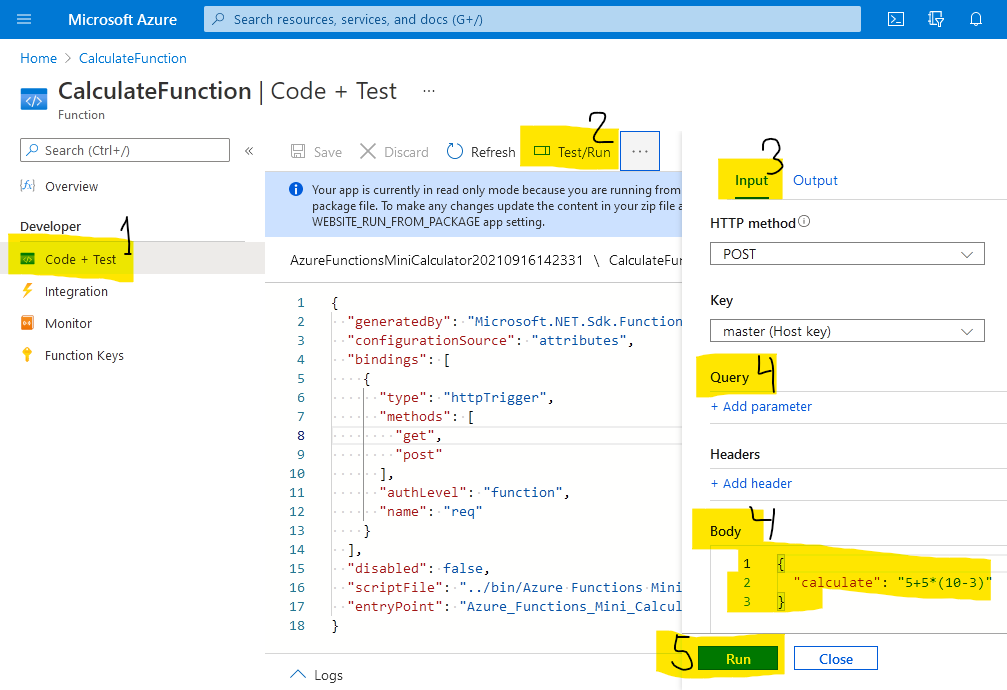 Microsoft Azure
Search resources, services, and docs (G+/)
Home > CalculateFunction
CalculateFunction | Code + Test ...
Function
Search (Ctrl+/)
«
Overview
Developer
1
Code + Test
Integration
Monitor
Function Keys
Save
Discard
Refresh
2
Test/Run
...
Your app is currently in read only mode because you are running from
package file. To make any changes update the content in your zip file a
WEBSITE_RUN_FROM_PACKAGE app setting.
AzureFunctionsMiniCalculator20210916142331 \ CalculateFun
1 {
2 "generatedBy": "Microsoft.NET.Sdk.Function
3 "configurationSource": "attributes",
4 "bindings": [
5 {
6 "type": "httpTrigger",
7 "methods": [
8 "get",
9 "post"
10 ],
11 "authLevel": "function",
12 "name": "req"
13 }
14 ],
15 "disabled": false,
16 "scriptFile": "../bin/Azure Functions Mini
17 "entryPoint": "Azure_Functions_Mini_Calcul
18 }
Logs
3
Input
Output
HTTP method
POST
Key
master (Host key)
Query 4
+ Add parameter
Headers
+ Add header
Body 4
1 {
2 "calculate": "5+5*(10-3)"
3 }
5
Run
Close